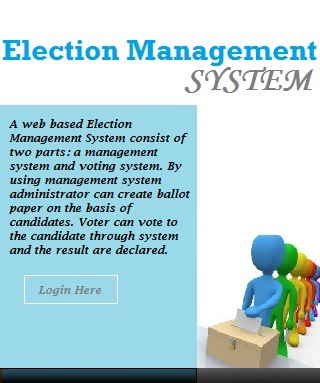 Election Management
SYSTEM
A web based Election
Management System consist of
two parts: a management
system and voting system. By
using management system
administrator can create ballot
paper on the basis of
candidates. Voter can vote to
the candidate through system
and the result are declared.
Login Here